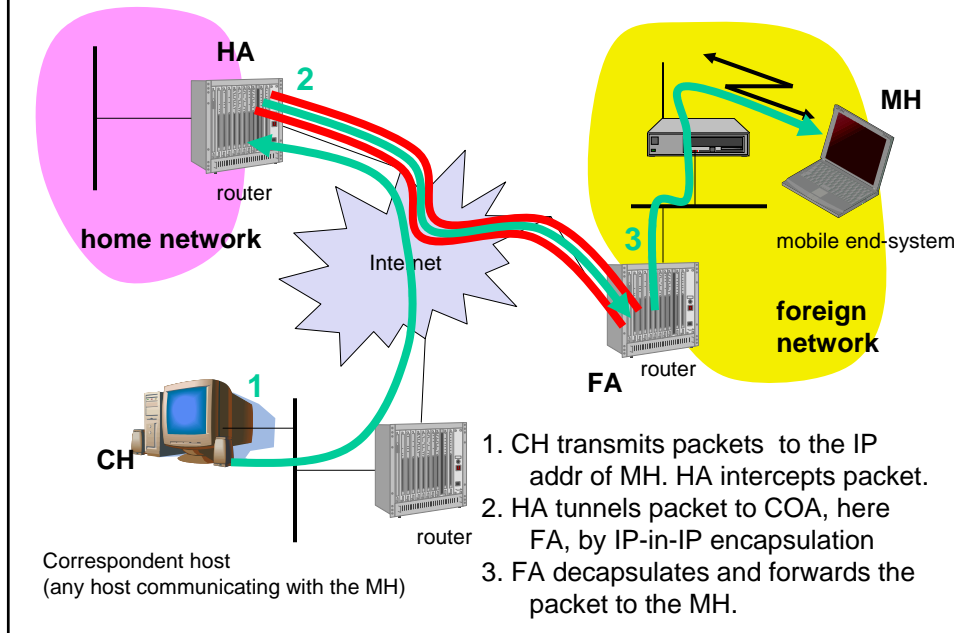 HA
2
MH
router
home network
3
mobile end-system
Internet
foreign
network
FA
router
1
CH
1. CH transmits packets to the IP
addr of MH. HA intercepts packet.
2. HA tunnels packet to COA, here
FA, by IP-in-IP encapsulation
3. FA decapsulates and forwards the
packet to the MH.
router
Correspondent host
(any host communicating with the MH)